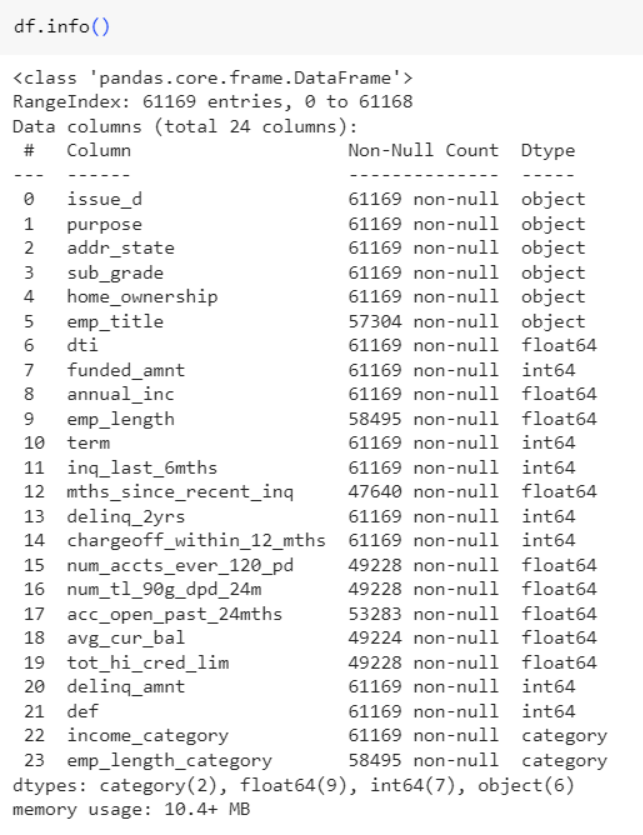 df.info()
<class 'pandas.core.frame.DataFrame'>
RangeIndex: 61169 entries, 0 to 61168
Data columns (total 24 columns):
 #   Column                      Non-Null Count  Dtype
---  ------                      --------------  -----
 0   issue_d                     61169 non-null  object
 1   purpose                     61169 non-null  object
 2   addr_state                  61169 non-null  object
 3   sub_grade                   61169 non-null  object
 4   home_ownership              61169 non-null  object
 5   emp_title                   57304 non-null  object
 6   dti                         61169 non-null  float64
 7   funded_amnt                 61169 non-null  int64
 8   annual_inc                  61169 non-null  float64
 9   emp_length                  58495 non-null  float64
 10  term                        61169 non-null  int64
 11  inq_last_6mths              61169 non-null  int64
 12  mths_since_recent_inq       47640 non-null  float64
 13  delinq_2yrs                 61169 non-null  int64
 14  chargeoff_within_12_mths    61169 non-null  int64
 15  num_accts_ever_120_pd       49228 non-null  float64
 16  num_tl_90g_dpd_24m          49228 non-null  float64
 17  acc_open_past_24mths        53283 non-null  float64
 18  avg_cur_bal                 49224 non-null  float64
 19  tot_hi_cred_lim             49228 non-null  float64
 20  delinq_amnt                 61169 non-null  int64
 21  def                         61169 non-null  int64
 22  income_category             61169 non-null  category
 23  emp_length_category         58495 non-null  category
dtypes: category(2), float64(9), int64(7), object(6)
memory usage: 10.4+ MB